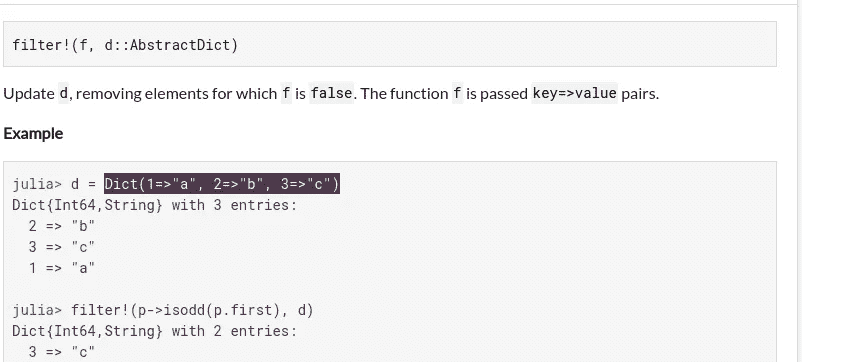 filter!(f, d::AbstractDict)
Update d, removing elements for which f is false. The function f is passed key=>value pairs.
Example
julia> d = Dict(1=>"a", 2=>"b", 3=>"c")
Dict{Int64,String} with 3 entries:
  2 => "b"
  3 => "c"
  1 => "a"
julia> filter!(p->isodd(p.first), d)
Dict{Int64,String} with 2 entries:
  3 => "c"